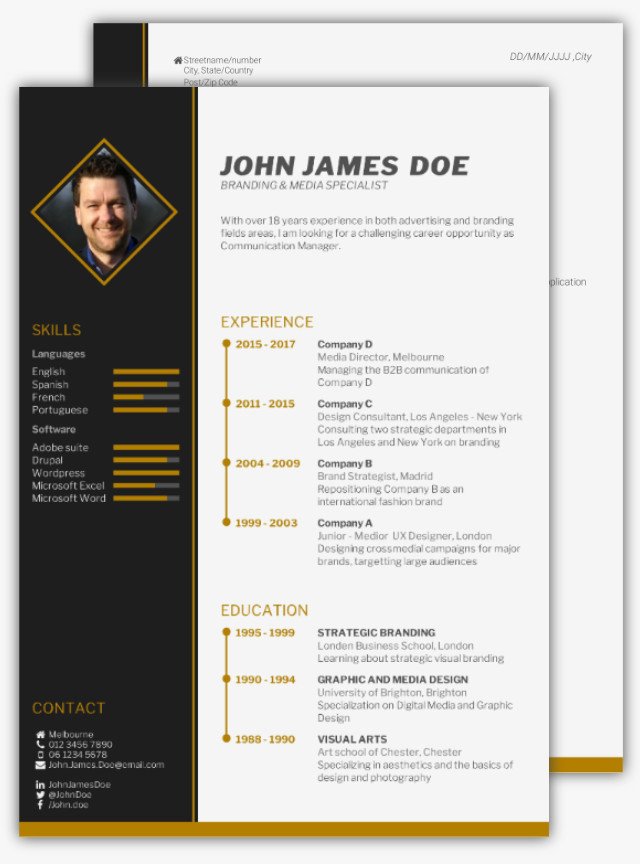 Streetname/number
City, State/Country
Post/Zip Code
DD/MM/JJJJ ,City
plication
JOHN JAMES DOE
BRANDING & MEDIA SPECIALIST
With over 18 years experience in both advertising and branding
fields areas, I am looking for a challenging career opportunity as
Communication Manager.
SKILLS
Languages
English
Spanish
French
Portuguese
Software
Adobe suite
Drupal
Wordpress
Microsoft Excel
Microsoft Word
CONTACT
Melbourne
012 3456 7890
06 1234 5678
John.James.Doe@email.com
JohnJamesDoe
@JohnDoe
/John.doe
EXPERIENCE
2015 - 2017 Company D
Media Director, Melbourne
Managing the B2B communication of
Company D
2011 - 2015 Company C
Design Consultant, Los Angeles - New York
Consulting two strategic departments in
Los Angeles and New York on branding
2004 - 2009 Company B
Brand Strategist, Madrid
Repositioning Company B as an
international fashion brand
1999 - 2003 Company A
Junior - Medior UX Designer, London
Designing crossmedial campaigns for major
brands, targetting large audiences
EDUCATION
1995 - 1999 STRATEGIC BRANDING
Londen Business School, London
Learning about strategic visual branding
1990 - 1994 GRAPHIC AND MEDIA DESIGN
University of Brighton, Brighton
Specialization on Digital Media and Graphic
Design
1988 - 1990 VISUAL ARTS
Art school of Chester, Chester
Specializing in aesthetics and the basics of
design and photography